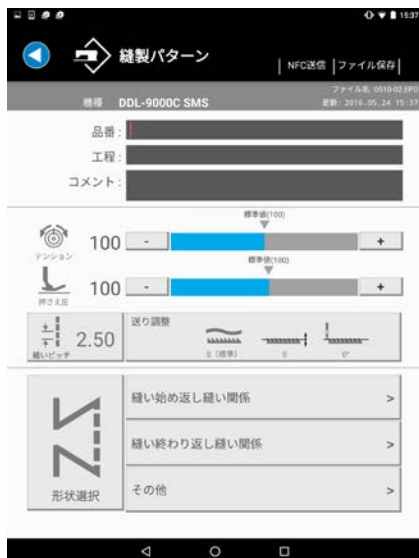 15:37
縫製パターン
NFC送信
ファイル保存
ファイル名: 0510-02.EPD
機種 DDL-9000C SMS
更新: 2016.05.24 15:37
品番:
工程:
コメント:
標準値(100)
テンション
100
-
+
標準値(100)
押さえ圧
100
-
+
縫いピッチ
2.50
送り調整
S (標準)
0
0°
形状選択
縫い始め返し縫い関係 >
縫い終わり返し縫い関係 >
その他 >